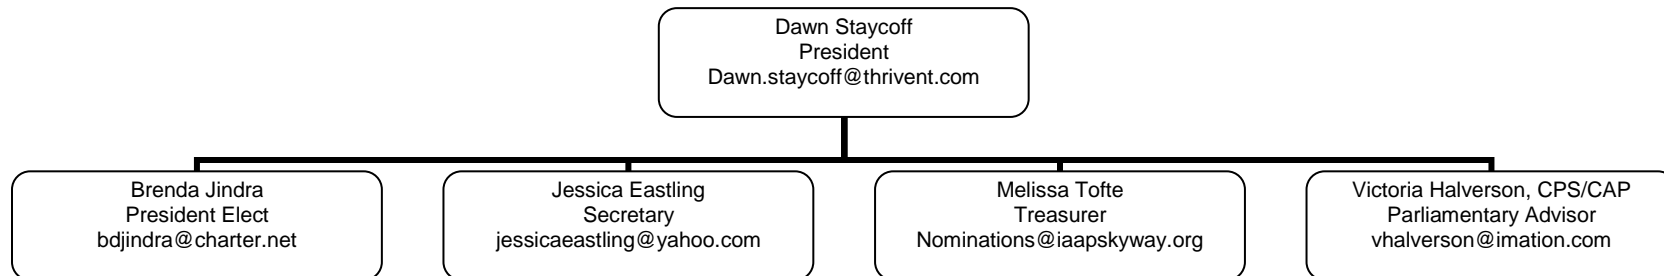 Dawn Staycoff
President
Dawn.staycoff@thrivent.com
Brenda Jindra
President Elect
bdjindra@charter.net
Jessica Eastling
Secretary
jessicaeastling@yahoo.com
Melissa Tofte
Treasurer
Nominations@iaapskyway.org
Victoria Halverson, CPS/CAP
Parliamentary Advisor
vhalverson@imation.com